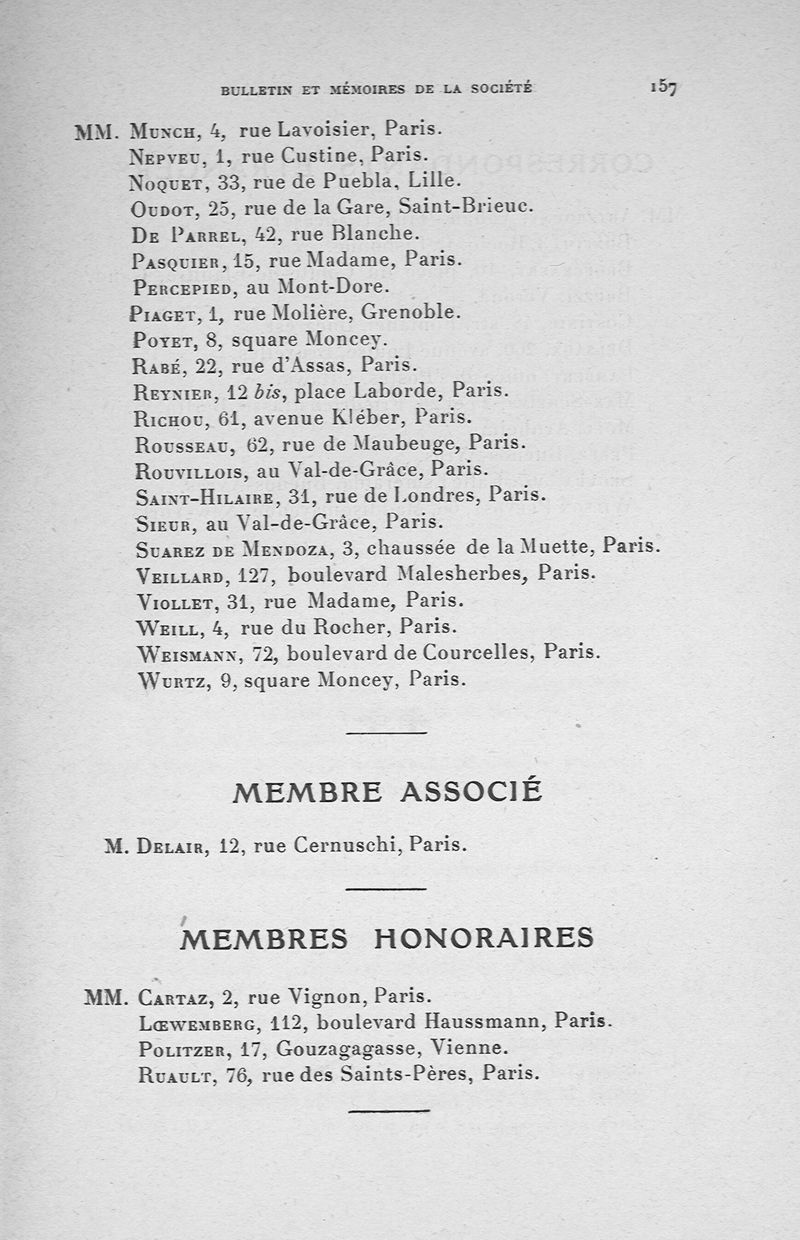 BULLETIN ET MÉMOIRES DE LA SOCIÉTÉ 157
MM. MUNCH, 4, rue Lavoisier, Paris.
NEPVEU, 1, rue Custine, Paris.
NOQUET, 33, rue de Puebla, Lille.
OUDOT, 25, rue de la Gare, Saint-Brieuc.
DE PARREL, 42, rue Blanche.
PASQUIER, 15, rue Madame, Paris.
PERCEPIED, au Mont-Dore.
PIAGET, 1, rue Molière, Grenoble.
POYET, 8, square Moncey.
RABÉ, 22, rue d'Assas, Paris.
REYNIER, 12 bis, place Laborde, Paris.
RICHOU, 61, avenue Kléber, Paris.
ROUSSEAU, 62, rue de Maubeuge, Paris.
ROUVILLOIS, au Val-de-Grâce, Paris.
SAINT-HILAIRE, 31, rue de Londres, Paris.
SIEUR, au Val-de-Grâce, Paris.
SUAREZ DE MENDOZA, 3, chaussée de la Muette, Paris.
VEILLARD, 127, boulevard Malesherbes, Paris.
VIOLLET, 31, rue Madame, Paris.
WEILL, 4, rue du Rocher, Paris.
WEISMANN, 72, boulevard de Courcelles, Paris.
WURTZ, 9, square Moncey, Paris.
MEMBRE ASSOCIÉ
M. DELAIR, 12, rue Cernuschi, Paris.
MEMBRES HONORAIRES
MM. CARTAZ, 2, rue Vignon, Paris.
LŒWEMBERG, 112, boulevard Haussmann, Paris.
POLITZER, 17, Gouzagagasse, Vienne.
RUAULT, 76, rue des Saints-Pères, Paris.